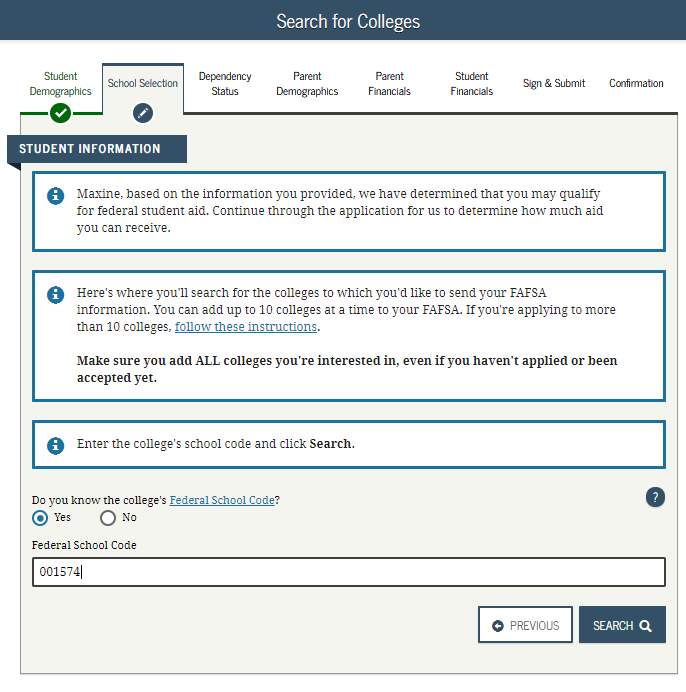 Search for Colleges
Student Demographics
School Selection
Dependency Status
Parent Demographics
Parent Financials
Student Financials
Sign & Submit
Confirmation
STUDENT INFORMATION
Maxine, based on the information you provided, we have determined that you may qualify
for federal student aid. Continue through the application for us to determine how much aid
you can receive.
Here's where you'll search for the colleges to which you'd like to send your FAFSA
information. You can add up to 10 colleges at a time to your FAFSA. If you're applying to more
than 10 colleges, follow these instructions.
Make sure you add ALL colleges you're interested in, even if you haven't applied or been
accepted yet.
Enter the college's school code and click Search.
Do you know the college's Federal School Code?
?
Yes No
Federal School Code
001574
PREVIOUS SEARCH